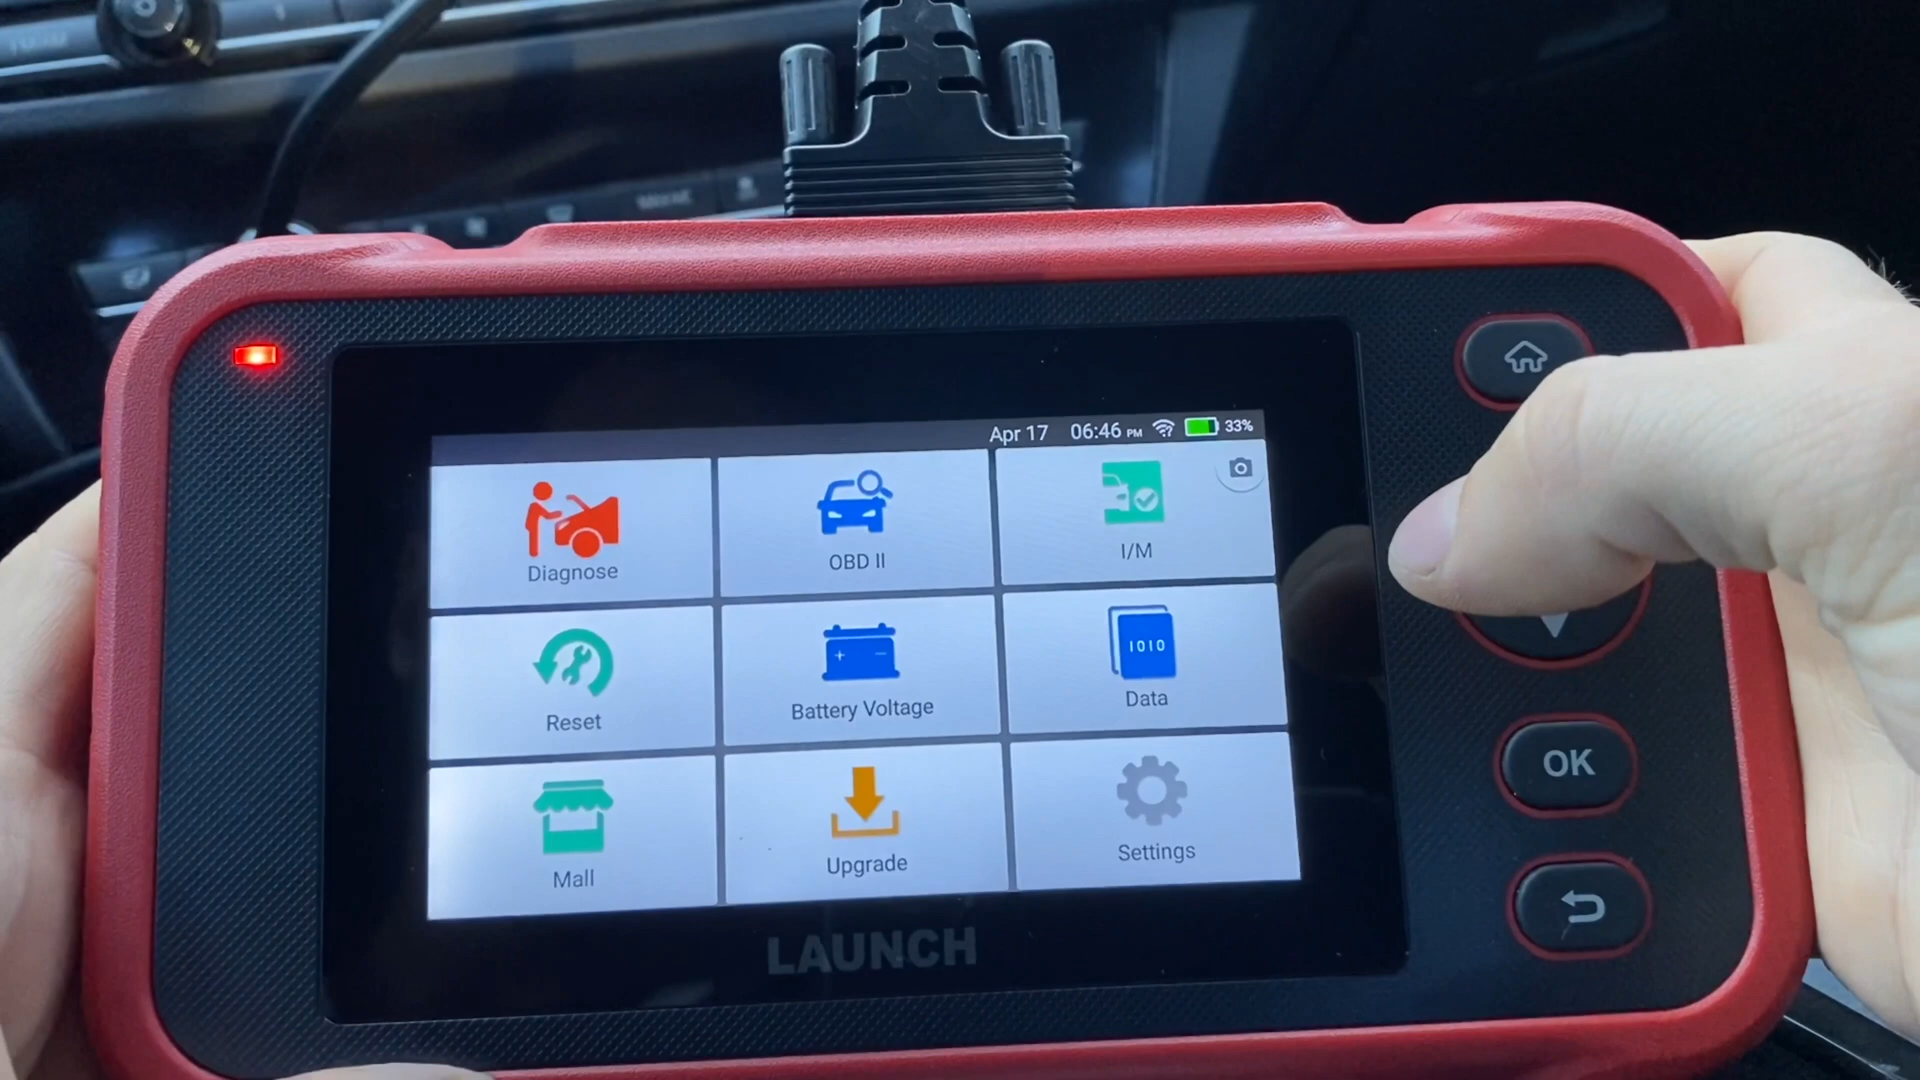 Apr 17 06:46 PM 33%
Diagnose
OBD II
I/M
Reset
+ -
Battery Voltage
1010
Data
Mall
Upgrade
Settings
OK
LAUNCH